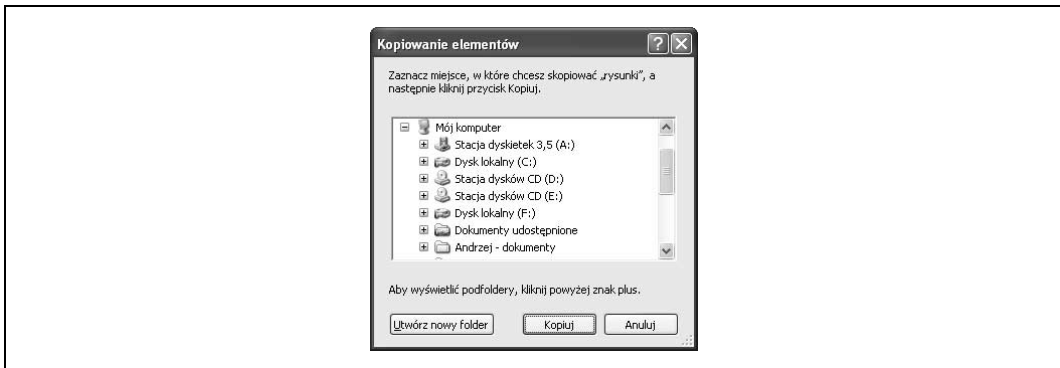 Kopiowanie elementów
Zaznacz miejsce, w które chcesz skopiować „rysunki”, a
następnie kliknij przycisk Kopiuj.
Mój komputer
Stacja dyskietek 3,5 (A:)
Dysk lokalny (C:)
Stacja dysków CD (D:)
Stacja dysków CD (E:)
Dysk lokalny (F:)
Dokumenty udostępnione
Andrzej - dokumenty
Aby wyświetlić podfoldery, kliknij powyżej znak plus.
Utwórz nowy folder Kopiuj Anuluj